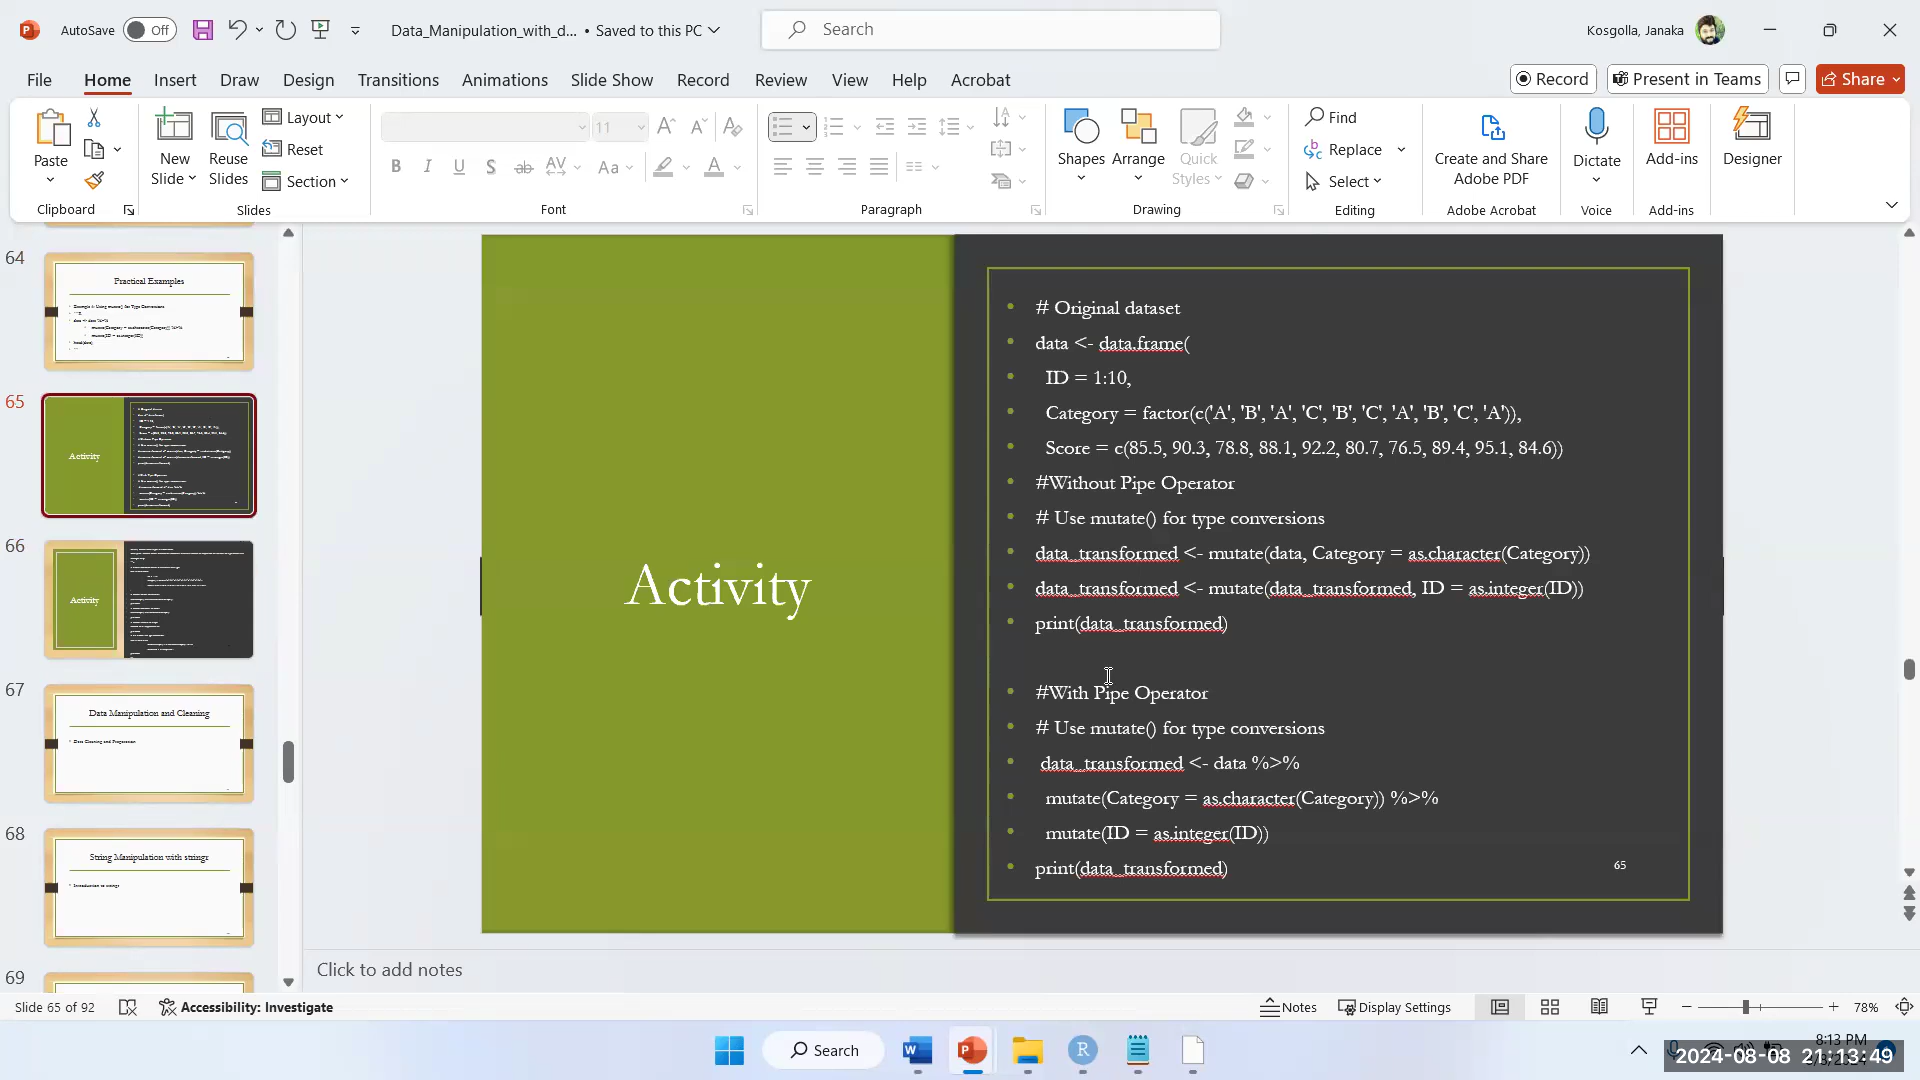 AutoSave Off Data_Manipulation_with_d... • Saved to this PC Search Kosgolla, Janaka
File Home Insert Draw Design Transitions Animations Slide Show Record Review View Help Acrobat Record Present in Teams Share
Paste
Clipboard
New Slide
Reuse Slides
Layout
Reset
Section
Slides
11
Font
Paragraph
Shapes
Arrange
Quick Styles
Drawing
Find
Replace
Select
Editing
Create and Share Adobe PDF
Adobe Acrobat
Dictate
Voice
Add-ins
Add-ins
Designer
64
Practical Examples
65
Activity
66
Activity
67
Data Manipulation and Cleaning
Data Cleaning and Preparation
68
String Manipulation with stringr
Introduction to stringr
69
Activity
# Original dataset
data <- data.frame(
ID = 1:10,
Category = factor(c('A', 'B', 'A', 'C', 'B', 'C', 'A', 'B', 'C', 'A')),
Score = c(85.5, 90.3, 78.8, 88.1, 92.2, 80.7, 76.5, 89.4, 95.1, 84.6))
#Without Pipe Operator
# Use mutate() for type conversions
data_transformed <- mutate(data, Category = as.character(Category))
data_transformed <- mutate(data_transformed, ID = as.integer(ID))
print(data_transformed)
#With Pipe Operator
# Use mutate() for type conversions
data_transformed <- data %>%
mutate(Category = as.character(Category)) %>%
mutate(ID = as.integer(ID))
print(data_transformed)
65
Click to add notes
Slide 65 of 92 Accessibility: Investigate Notes Display Settings 78%
Search
8:13 PM
2024-08-08 21:13:49